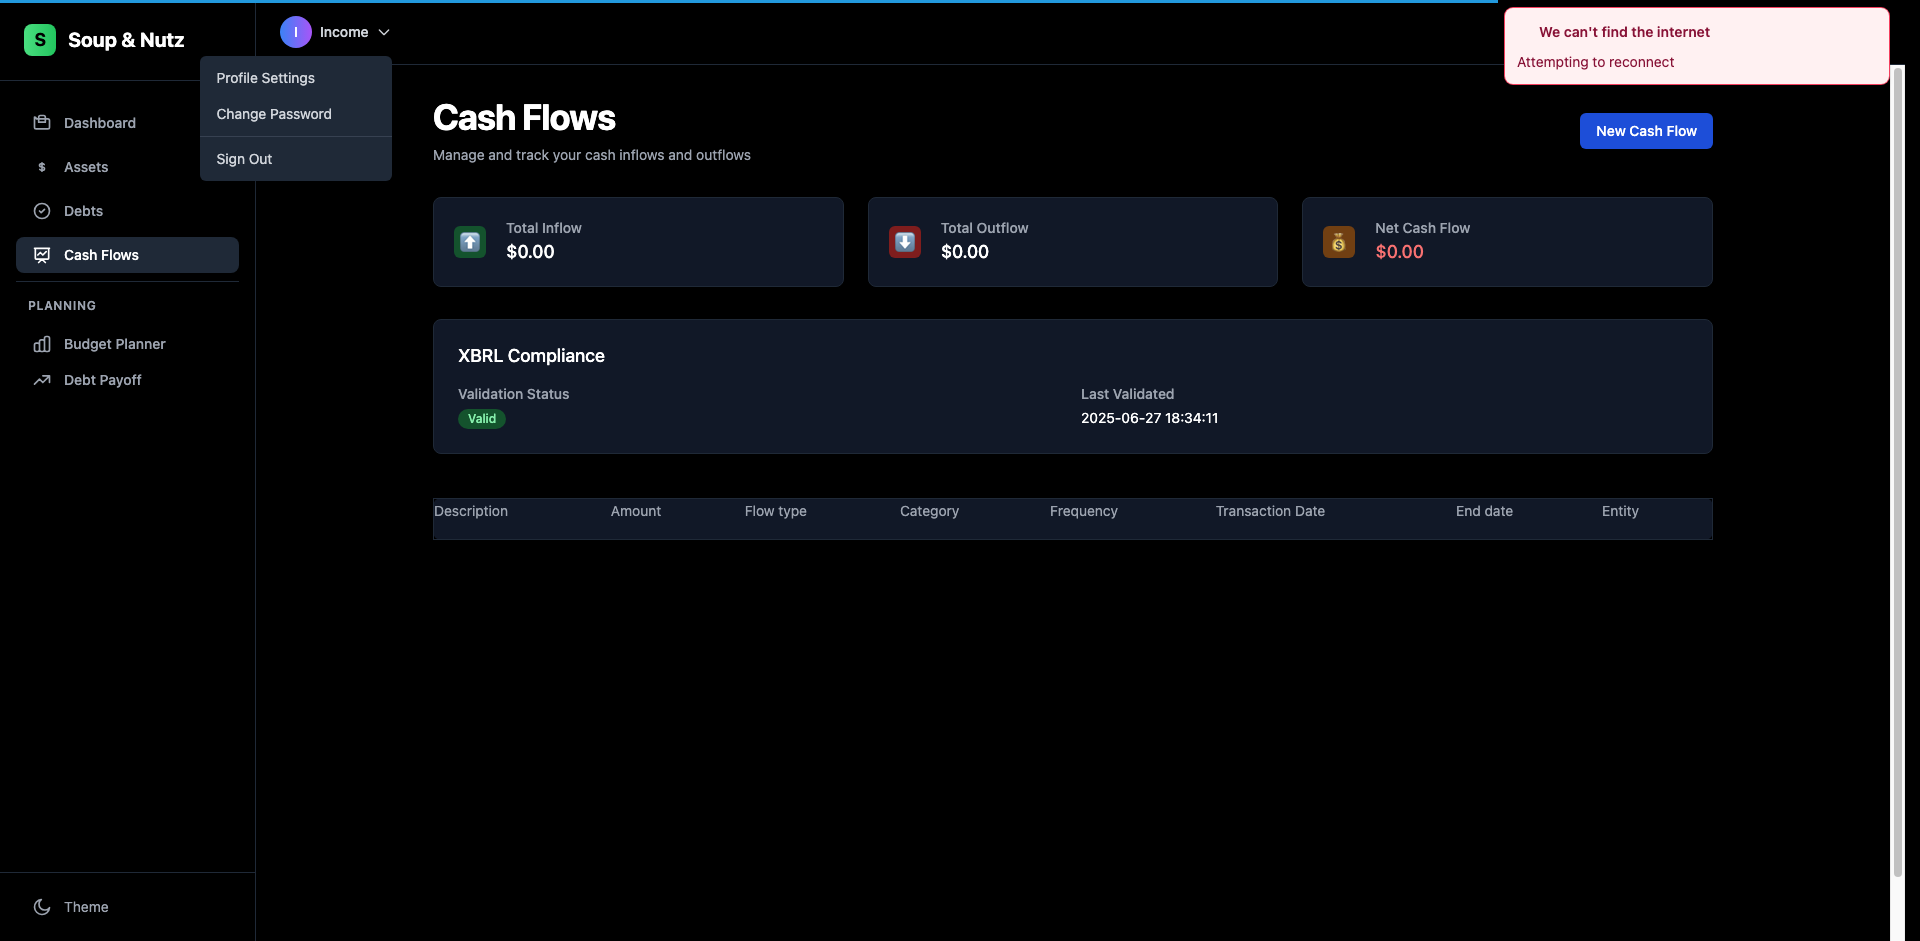 S Soup & Nutz
I Income
Profile Settings
Change Password
Sign Out
Dashboard
$ Assets
Debts
Cash Flows
PLANNING
Budget Planner
Debt Payoff
Theme
We can't find the internet
Attempting to reconnect
Cash Flows
Manage and track your cash inflows and outflows
New Cash Flow
Total Inflow
$0.00
Total Outflow
$0.00
Net Cash Flow
$0.00
XBRL Compliance
Validation Status
Valid
Last Validated
2025-06-27 18:34:11
Description Amount Flow type Category Frequency Transaction Date End date Entity